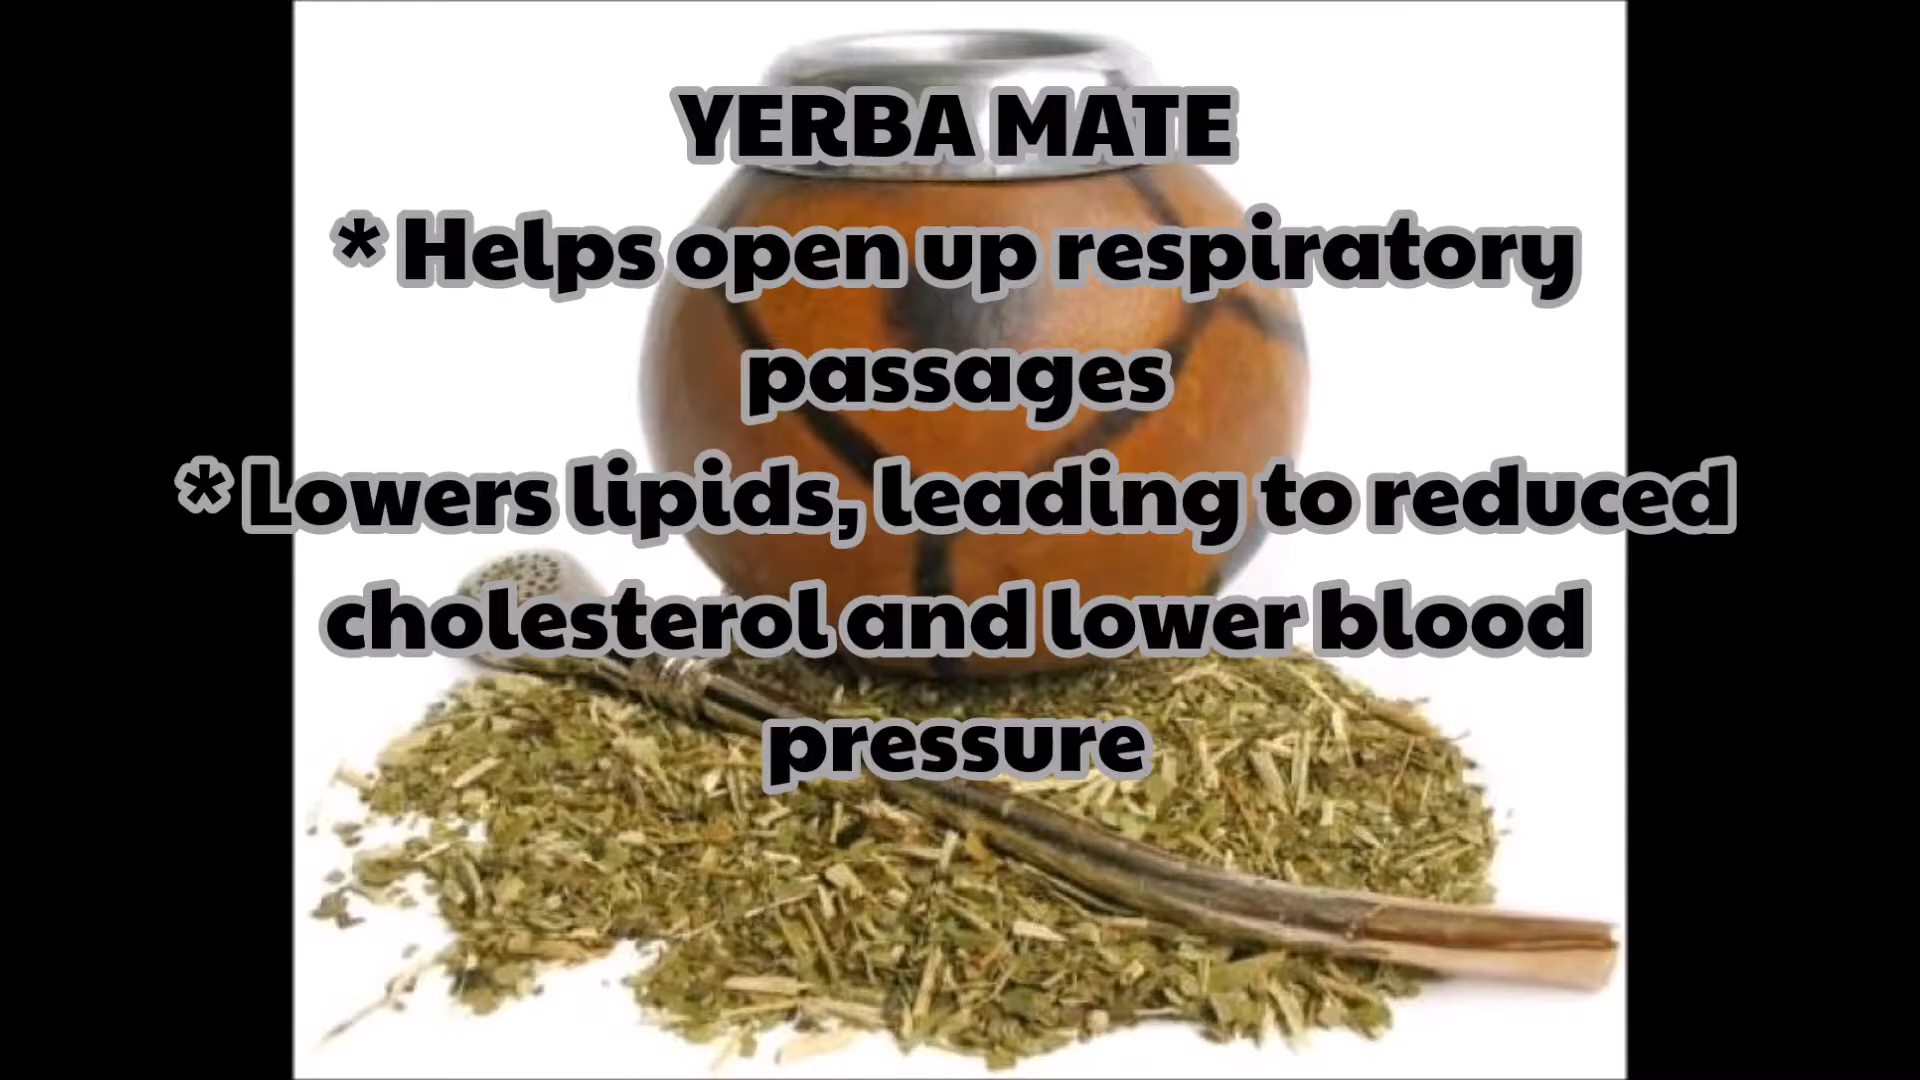 YERBA MATE
* Helps open up respiratory
passages
* Lowers lipids, leading to reduced
cholesterol and lower blood
pressure